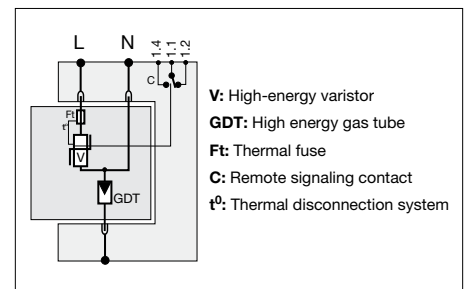 L N 1.4 1.1 1.2
C
Ft
t°
V
GDT
V: High-energy varistor
GDT: High energy gas tube
Ft: Thermal fuse
C: Remote signaling contact
t⁰: Thermal disconnection system